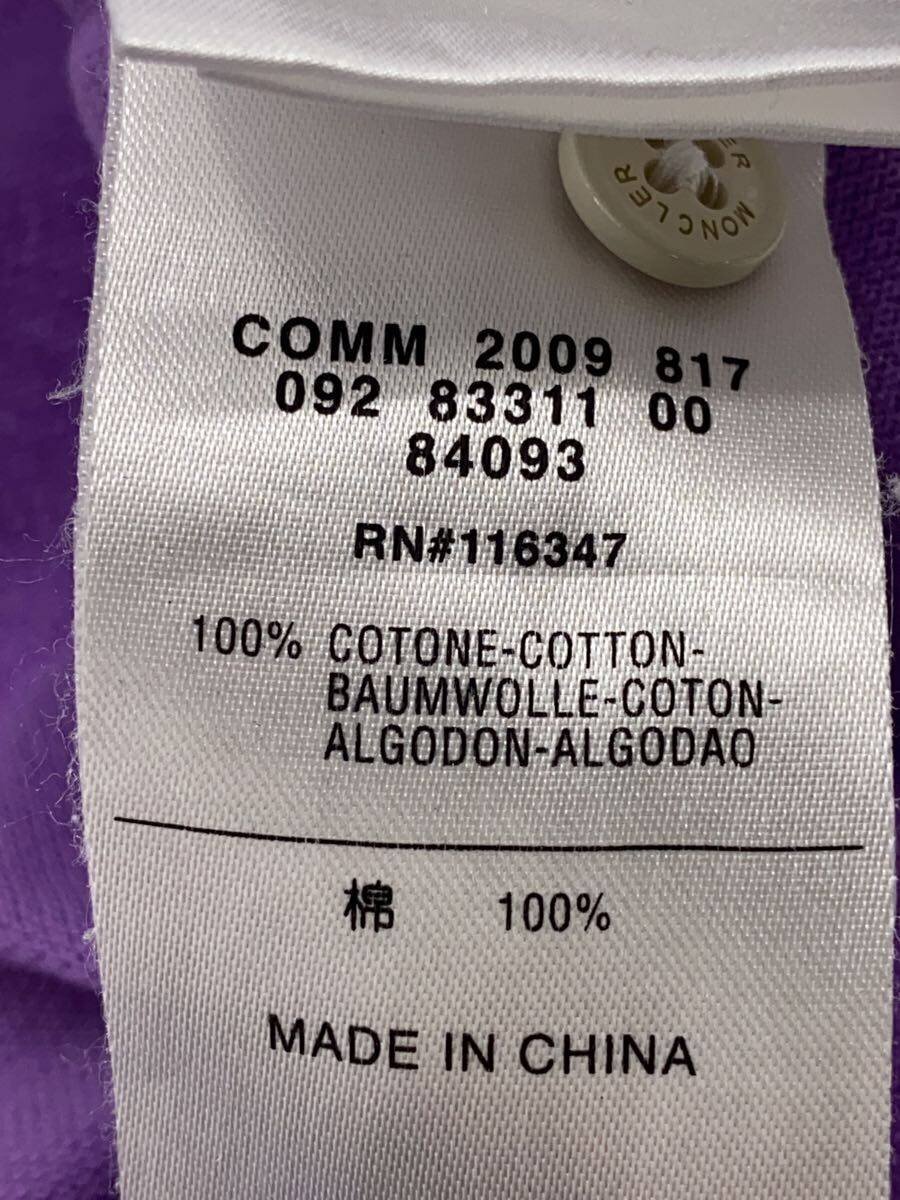 MONCLER
COMM 2009 817
092 83311 00
84093
RN#116347
100% COTONE-COTTON-
BAUMWOLLE-COTON-
ALGODON-ALGODAO
棉 100%
MADE IN CHINA